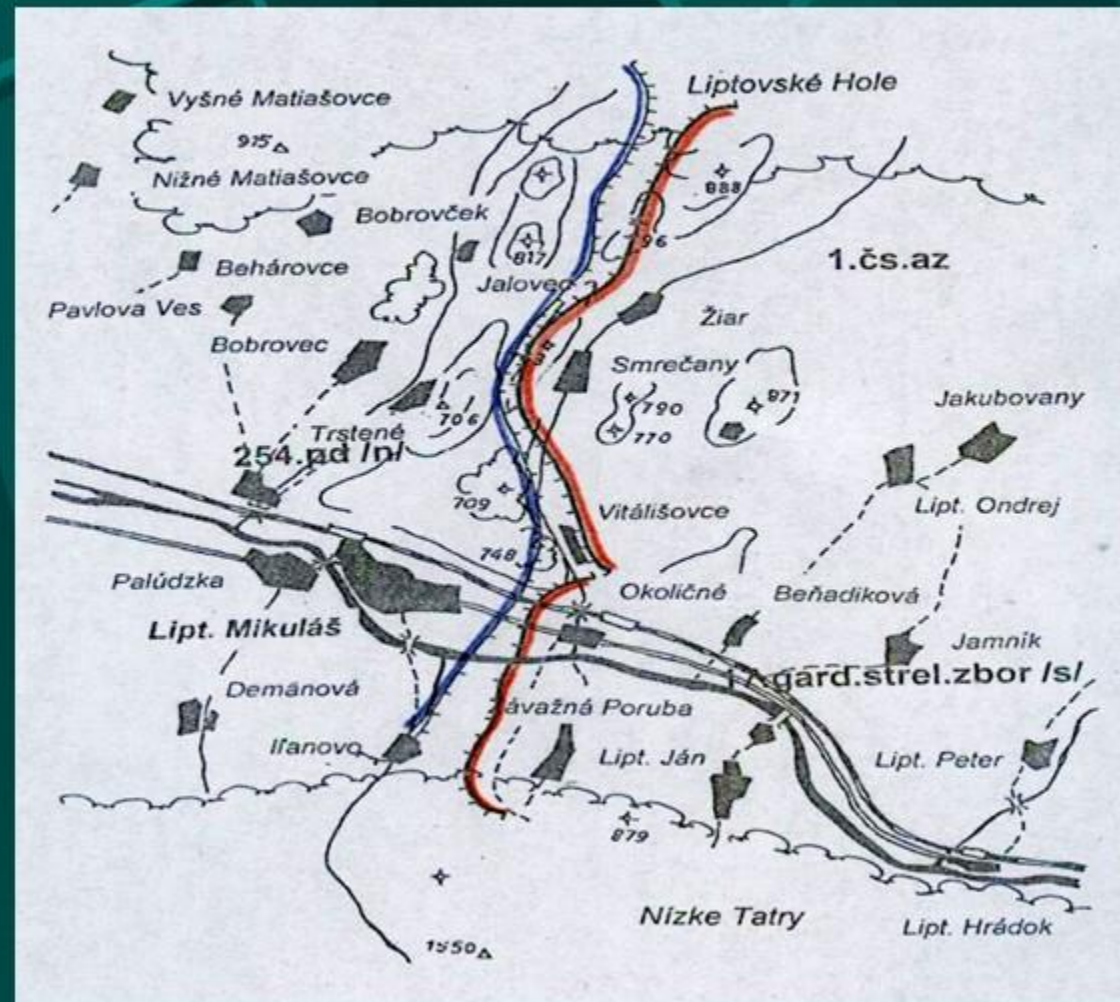 Liptovské Hole
Vyšné Matiašovce
915
Nižné Matiašovce
888
Bobrovček
96
817
Behárovce
1.čs.az
Jalovec
Pavlova Ves
Žiar
Bobrovec
Smrečany
871
790
Jakubovany
706
770
Trstené
254.pd /n/
709
Lipt. Ondrej
Vitálišovce
748
Palúdzka
Okoličné
Beňadiková
Lipt. Mikuláš
Jamník
gard.strel.zbor /s/
Demänová
ávažná Poruba
Iľanovo
Lipt. Ján
Lipt. Peter
879
Nízke Tatry
Lipt. Hrádok
1550